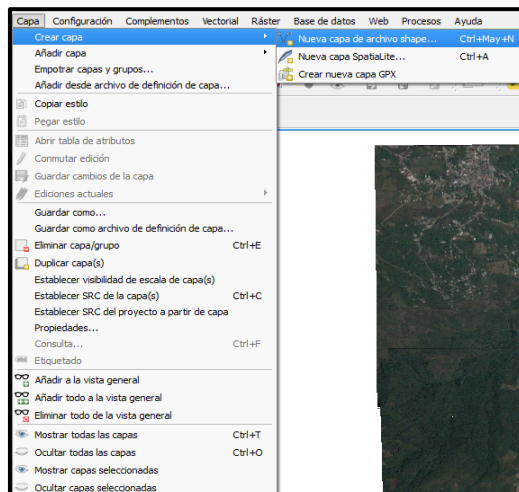 Capa Configuración Complementos Vectorial Ráster Base de datos Web Procesos Ayuda
Crear capa
Nueva capa de archivo shape... Ctrl+May+N
Añadir capa
Nueva capa SpatiaLite... Ctrl+A
Empotrar capas y grupos...
Crear nueva capa GPX
Añadir desde archivo de definición de capa...
Copiar estilo
Pegar estilo
Abrir tabla de atributos
Conmutar edición
Guardar cambios de la capa
Ediciones actuales
Guardar como...
Guardar como archivo de definición de capa...
Eliminar capa/grupo Ctrl+E
Duplicar capa(s)
Establecer visibilidad de escala de capa(s)
Establecer SRC de la capa(s) Ctrl+C
Establecer SRC del proyecto a partir de capa
Propiedades...
Consulta... Ctrl+F
Etiquetado
Añadir a la vista general
Añadir todo a la vista general
Eliminar todo de la vista general
Mostrar todas las capas Ctrl+T
Ocultar todas las capas Ctrl+O
Mostrar capas seleccionadas
Ocultar capas seleccionadas